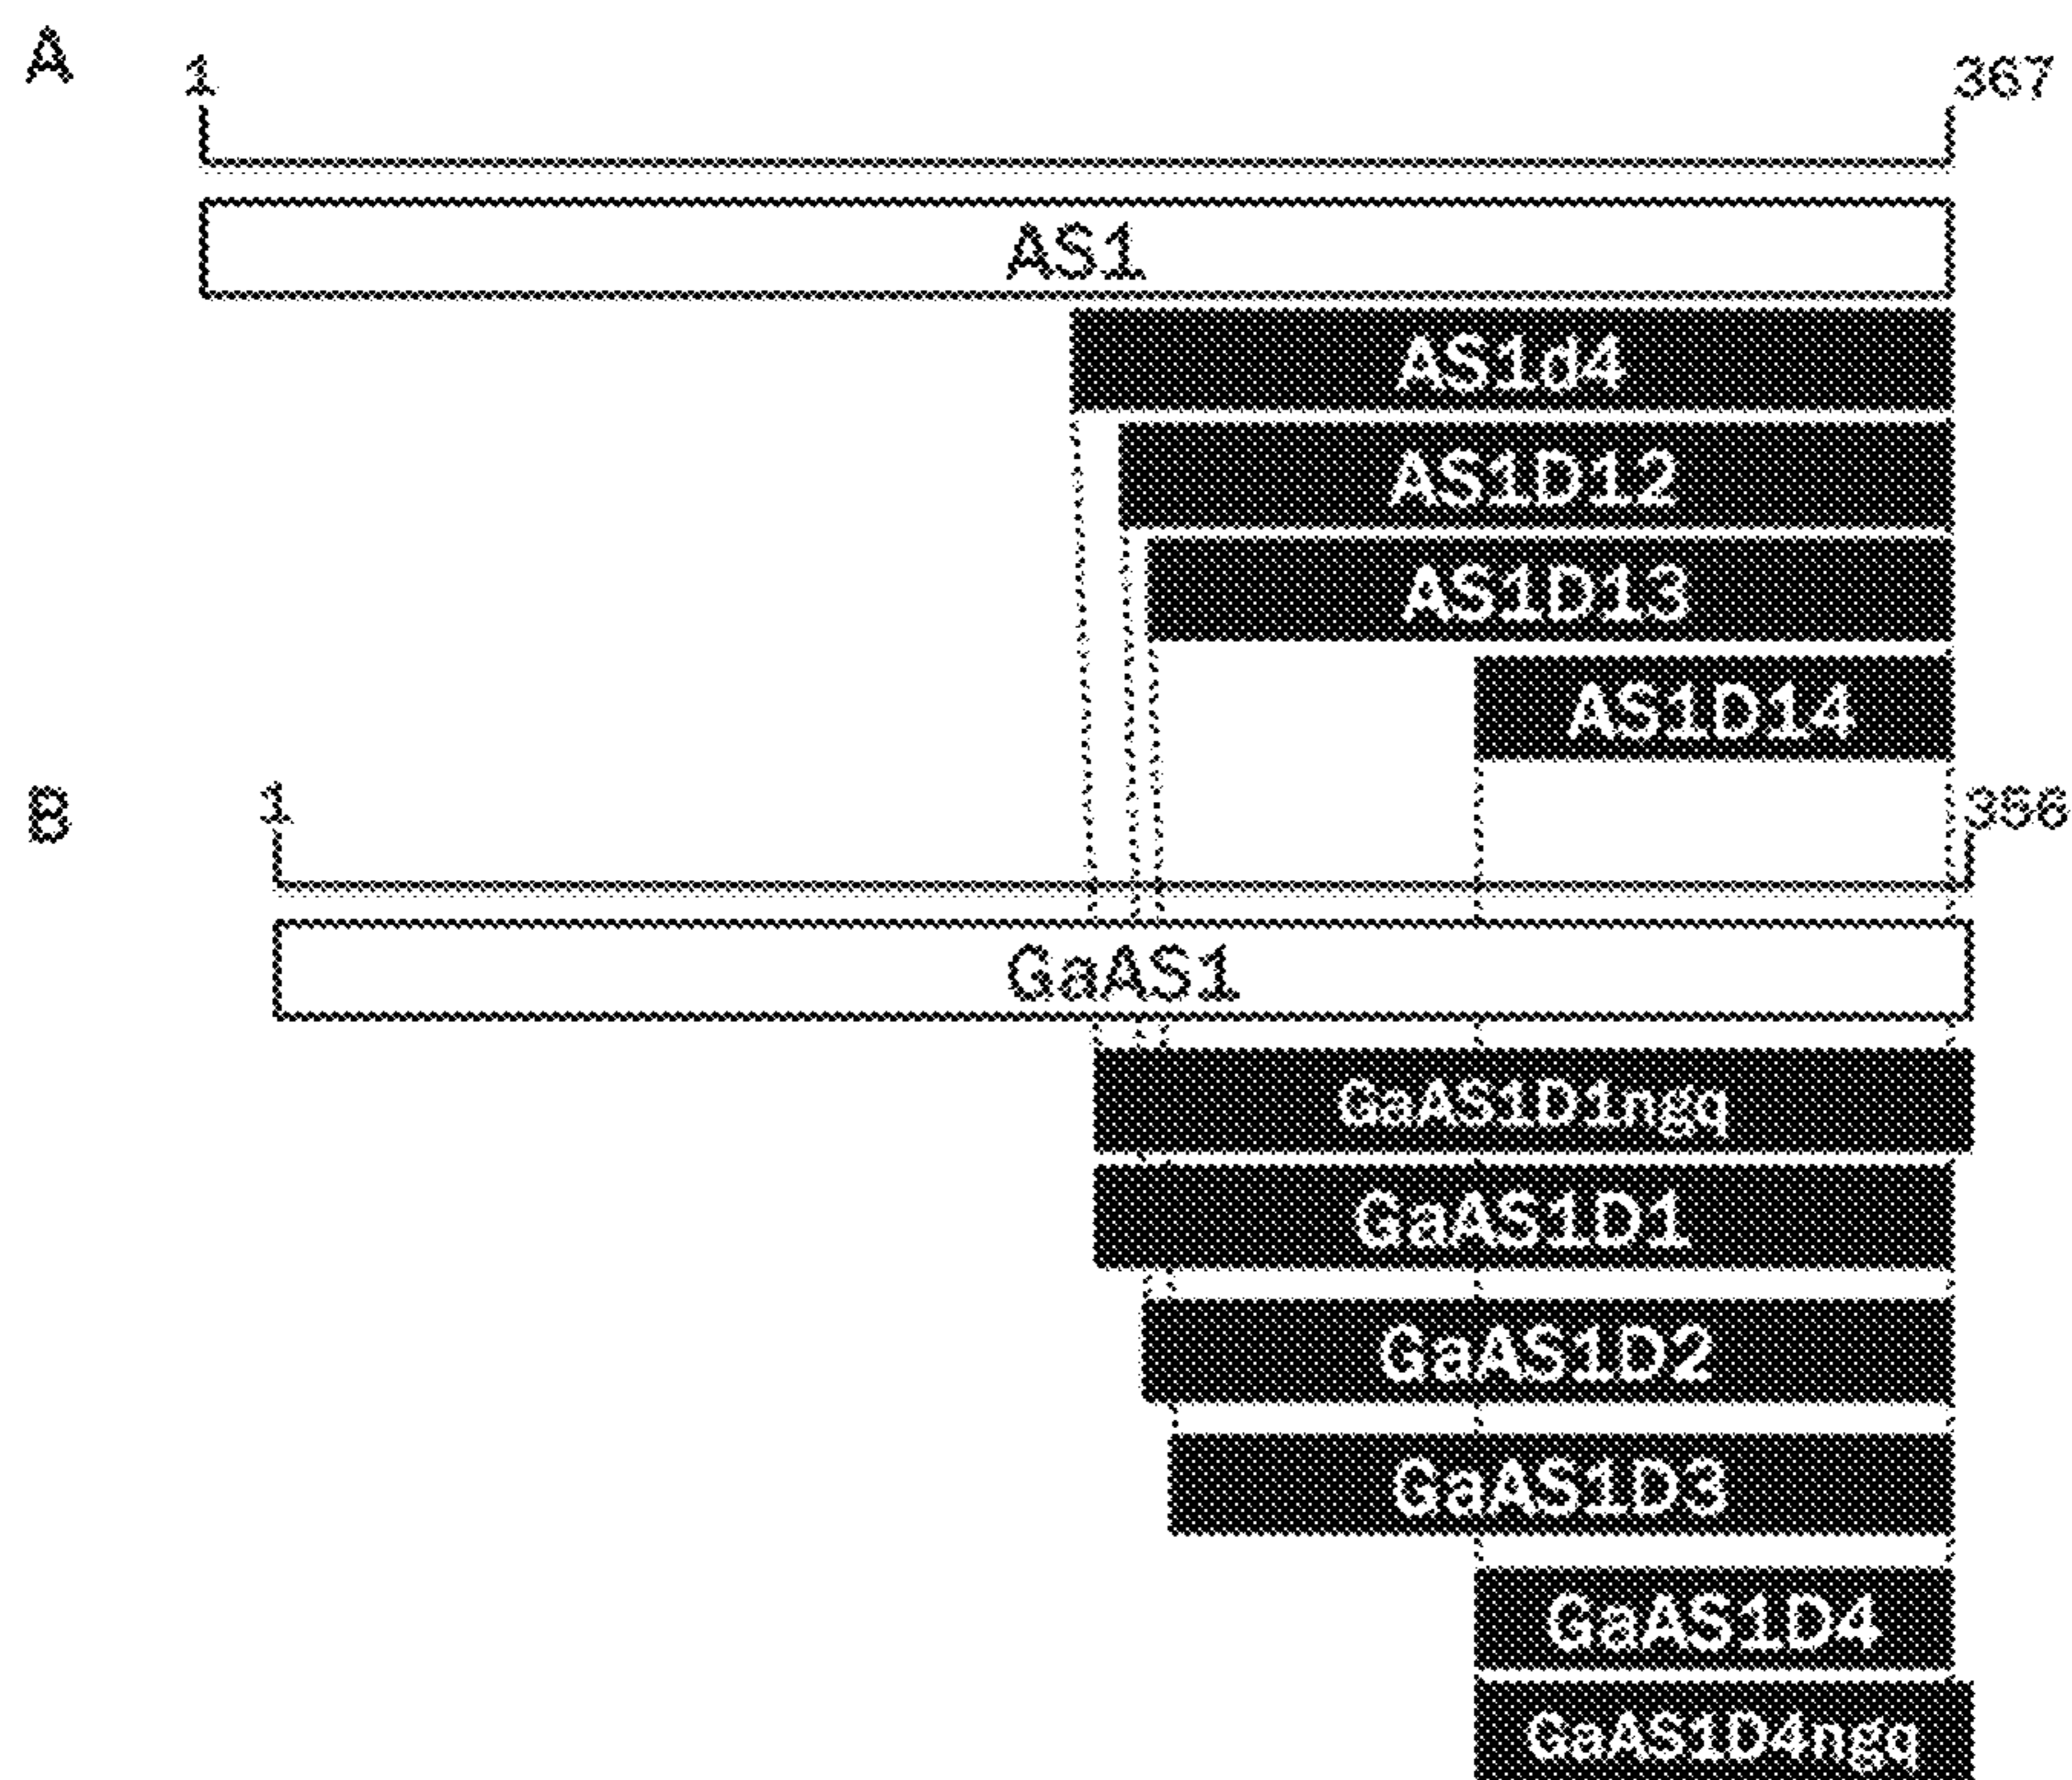 A
1 367
AS1
AS1d4
AS1D12
AS1D13
AS1D14
B
1 356
GaAS1
GaAS1D1ngq
GaAS1D1
GaAS1D2
GaAS1D3
GaAS1D4
GaAS1D4ngq